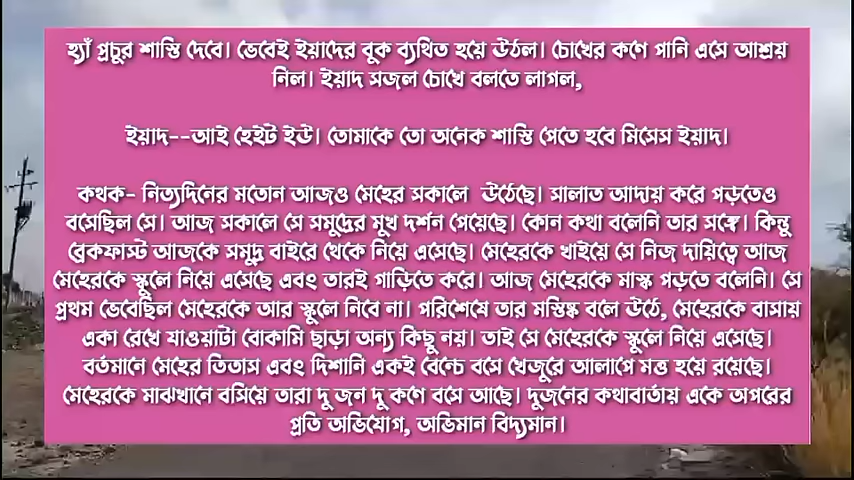 হ্যাঁ প্রচুর শাস্তি দেবে। ভেবেই ইয়াদের বুক ব্যথিত হয়ে উঠল। চোখের কণে পানি এসে আশ্রয়
নিল। ইয়াদ সজল চোখে বলতে লাগল,
ইয়াদ--আই হেইট ইউ। তোমাকে তো অনেক শাস্তি পেতে হবে মিসেস ইয়াদ।
কথক- নিত্যদিনের মতোন আজও মেহের সকালে উঠেছে। সালাত আদায় করে পড়তেও
বসেছিল সে। আজ সকালে সে সমুদ্রের মুখ দর্শন পেয়েছে। কোন কথা বলেনি তার সঙ্গে। কিন্তু
ব্রেকফাস্ট আজকে সমুদ্র বাইরে থেকে নিয়ে এসেছে। মেহেরকে খাইয়ে সে নিজ দায়িত্বে আজ
মেহেরকে স্কুলে নিয়ে এসেছে এবং তারই গাড়িতে করে। আজ মেহেরকে মাস্ক পড়তে বলেনি। সে
প্রথম ভেবেছিল মেহেরকে আর স্কুলে নিবে না। পরিশেষে তার মস্তিষ্ক বলে উঠে, মেহেরকে বাসায়
একা রেখে যাওয়াটা বোকামি ছাড়া অন্য কিছু নয়। তাই সে মেহেরকে স্কুলে নিয়ে এসেছে।
বর্তমানে মেহের তিতাস এবং দিশানি একই বেন্চে বসে খেজুরে আলাপে মত্ত হয়ে রয়েছে।
মেহেরকে মাঝখানে বসিয়ে তারা দু জন দু কণে বসে আছে। দুজনের কথাবার্তায় একে অপরের
প্রতি অভিযোগ, অভিমান বিদ্যমান।